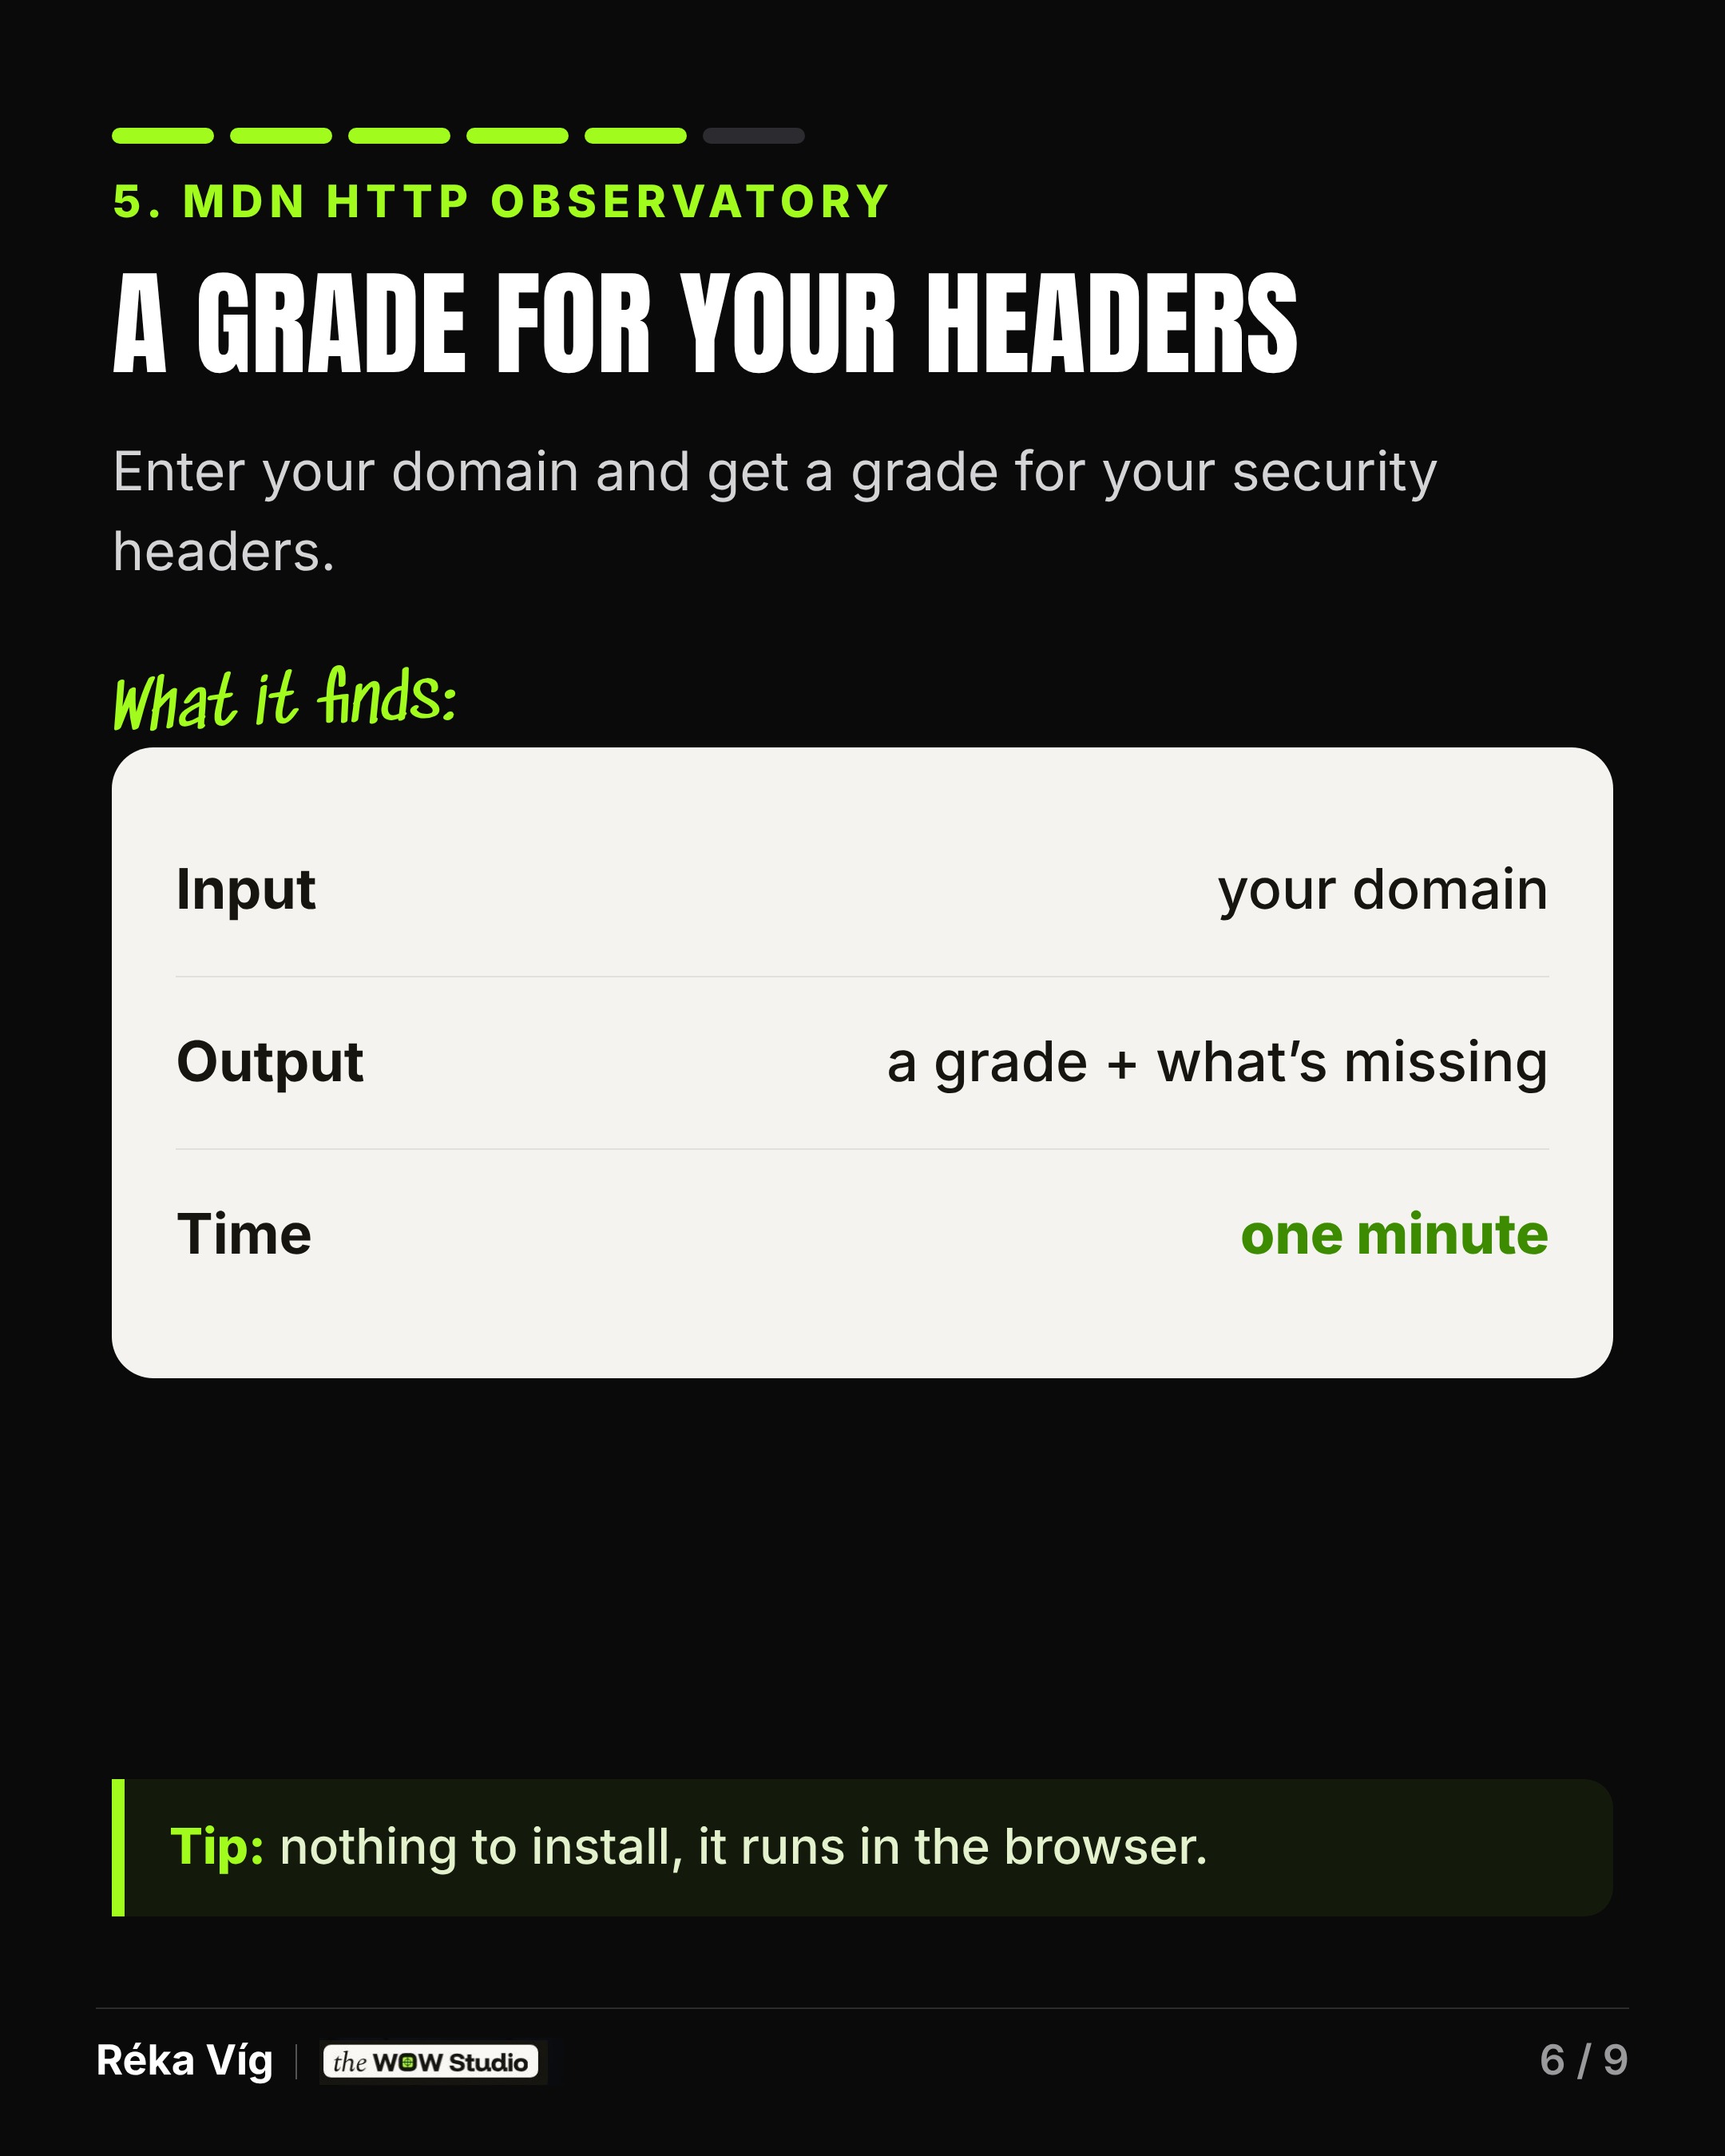 5. MDN HTTP OBSERVATORY
A GRADE FOR YOUR HEADERS
Enter your domain and get a grade for your security
headers.
What it finds:
Input your domain
Output a grade + what’s missing
Time one minute
Tip: nothing to install, it runs in the browser.
Réka Víg the WOW Studio 6 / 9